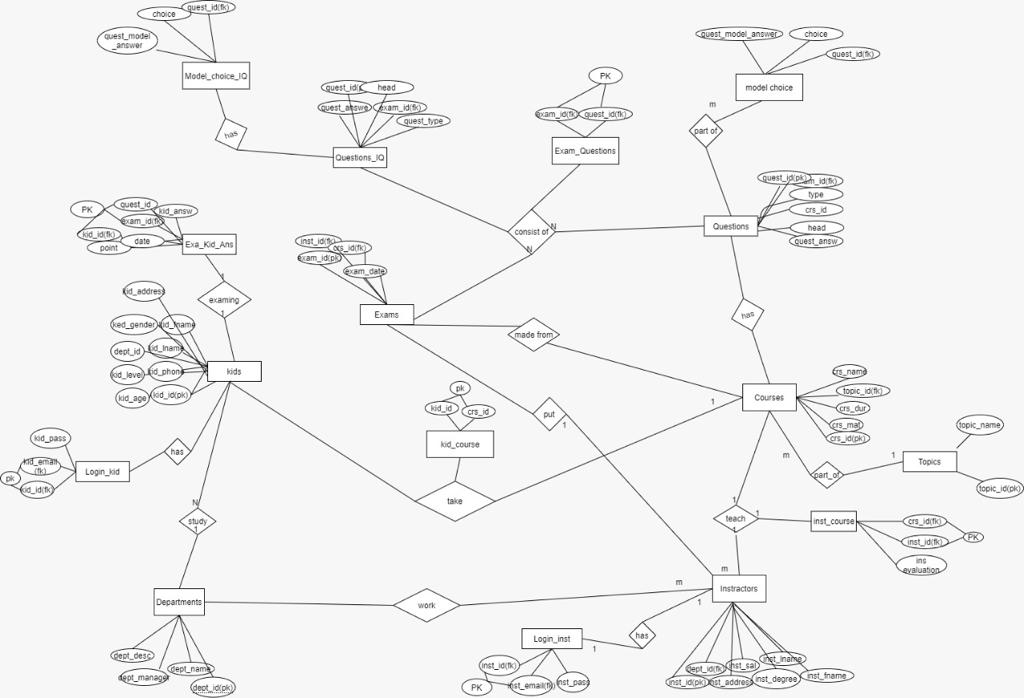 choice
quest_id(fk)
quest_model
_answer
Model_choice_IQ
has
quest_id(
head
quest_answe
exam_id(fk)
quest_type
Questions_IQ
PK
exam_id(fk)
quest_id(fk)
Exam_Questions
quest_model_answer
choice
quest_id(fk)
model choice
m
part of
quest_id(pk)
am_id(fk)
type
crs_id
head
quest_answ
Questions
consist of
N
N
PK
quest_id
kid_answ
exam_id(fk)
kid_id(fk)
point
date
Exa_Kid_Ans
1
examing
1
inst_id(fk)
crs_id(fk)
exam_id(pk)
exam_date
Exams
made from
has
kid_address
ked_gender
kid_fname
dept_id
kid_lname
kid_level
kid_phone
kid_age
kid_id(pk)
kids
pk
kid_id
crs_id
kid_course
take
put
1
1
Courses
crs_name
topic_id(fk)
crs_dur
crs_mat
crs_id(pk)
topic_name
m
part_of
1
Topics
topic_id(pk)
kid_pass
kid_email
(fk)
pk
kid_id(fk)
Login_kid
has
N
study
1
1
teach
1
1
inst_course
crs_id(fk)
inst_id(fk)
PK
ins
evaluation
Departments
work
m
m
Instractors
1
dept_desc
dept_manager
dept_name
dept_id(pk)
Login_inst
1
has
inst_id(fk)
PK
inst_email(fk)
inst_pass
inst_id(pk)
dept_id(fk)
inst_address
inst_sal
inst_degree
inst_lname
inst_fname